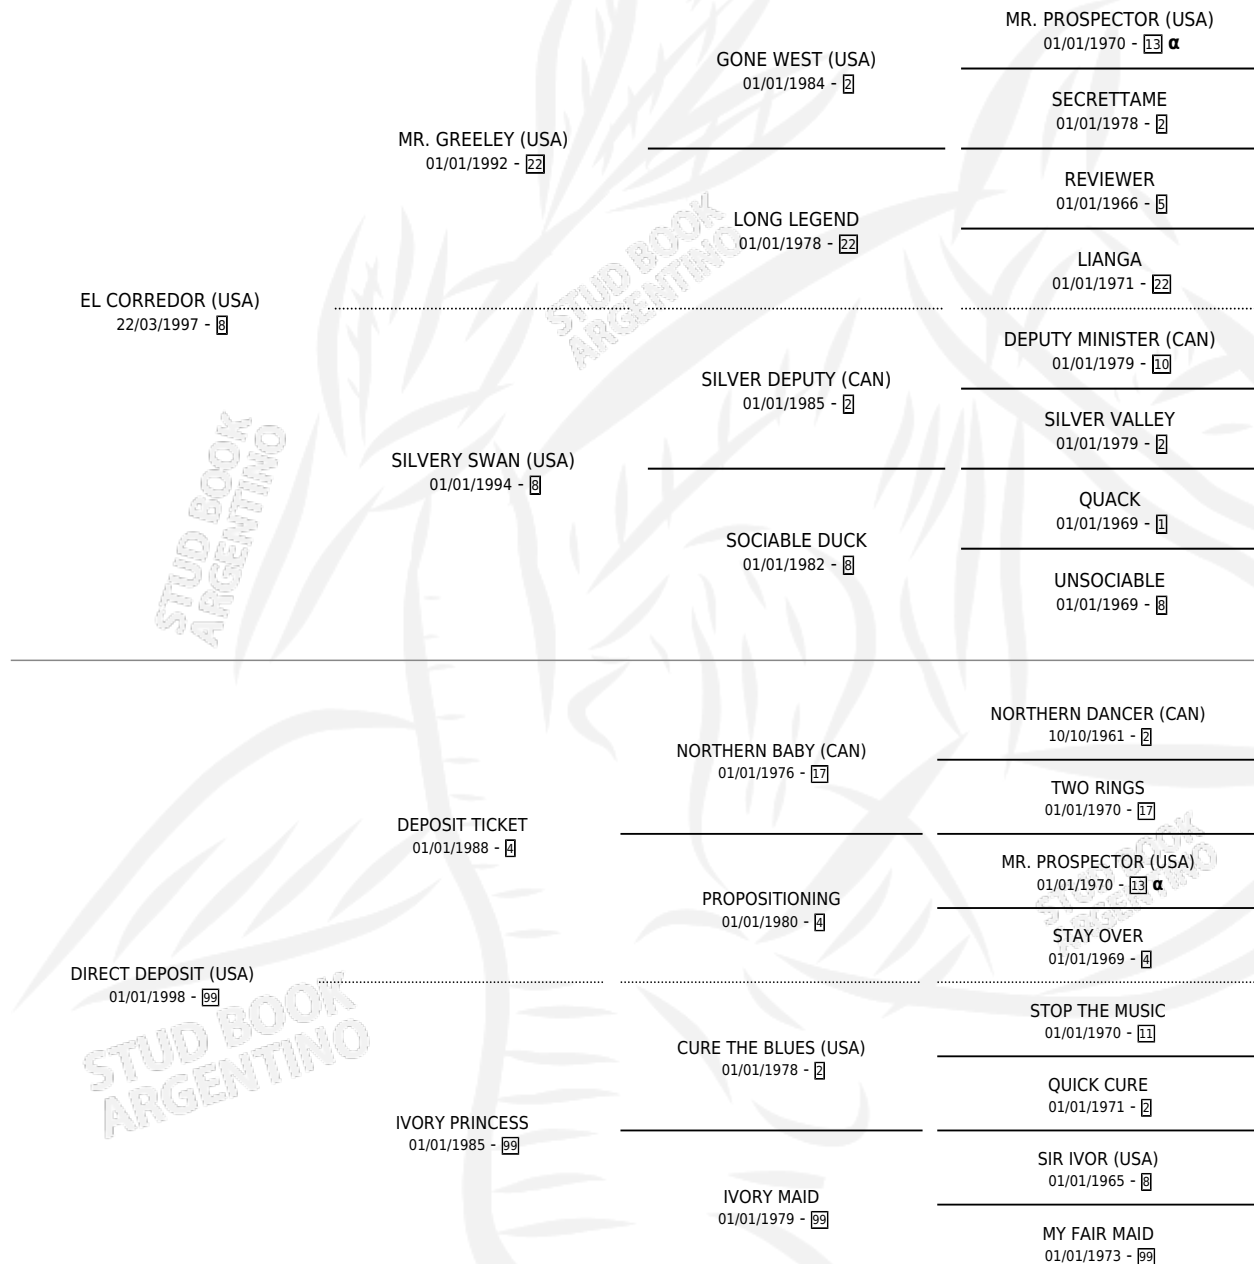 MR. PROSPECTOR (USA)
01/01/1970 - 13 α
GONE WEST (USA)
01/01/1984 - 2
SECRETTAME
01/01/1978 - 2
MR. GREELEY (USA)
01/01/1992 - 22
REVIEWER
01/01/1966 - 5
LONG LEGEND
01/01/1978 - 22
LIANGA
01/01/1971 - 22
EL CORREDOR (USA)
22/03/1997 - 8
DEPUTY MINISTER (CAN)
01/01/1979 - 10
SILVER DEPUTY (CAN)
01/01/1985 - 2
SILVER VALLEY
01/01/1979 - 2
SILVERY SWAN (USA)
01/01/1994 - 8
QUACK
01/01/1969 - 1
SOCIABLE DUCK
01/01/1982 - 8
UNSOCIABLE
01/01/1969 - 8
NORTHERN DANCER (CAN)
10/10/1961 - 2
NORTHERN BABY (CAN)
01/01/1976 - 17
TWO RINGS
01/01/1970 - 17
DEPOSIT TICKET
01/01/1988 - 4
MR. PROSPECTOR (USA)
01/01/1970 - 13 α
PROPOSITIONING
01/01/1980 - 4
STAY OVER
01/01/1969 - 4
DIRECT DEPOSIT (USA)
01/01/1998 - 99
STOP THE MUSIC
01/01/1970 - 11
CURE THE BLUES (USA)
01/01/1978 - 2
QUICK CURE
01/01/1971 - 2
IVORY PRINCESS
01/01/1985 - 99
SIR IVOR (USA)
01/01/1965 - 8
IVORY MAID
01/01/1979 - 99
MY FAIR MAID
01/01/1973 - 99
STUD BOOK
ARGENTINO
STUD BOOK
ARGENTINO
STUD BOOK
ARGENTINO
STUD BOOK
ARGENTINO